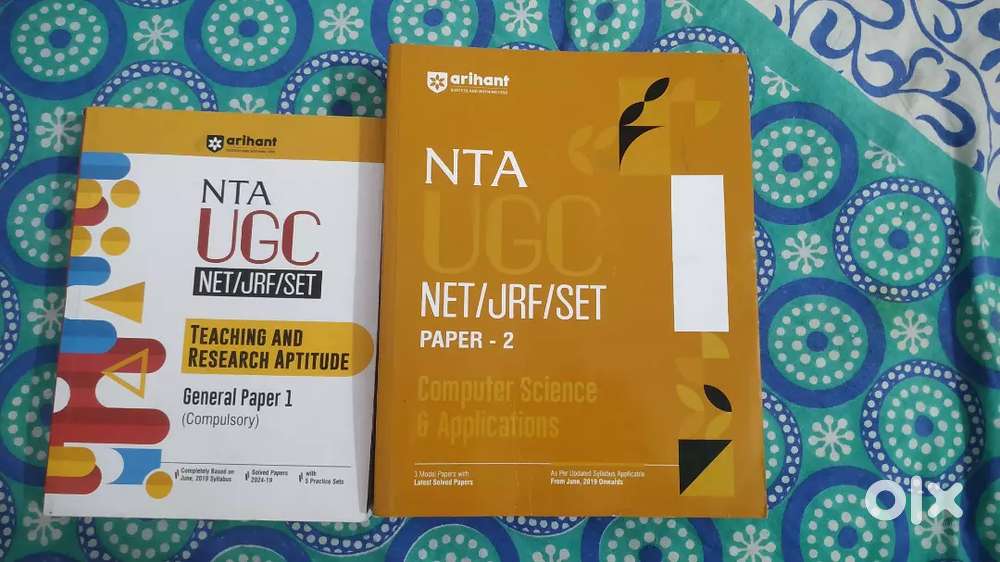 arihant
NTA
UGC
NET/JRF/SET
TEACHING AND
RESEARCH APTITUDE
General Paper 1
(Compulsory)
Completely Based on
June, 2019 Syllabus
Solved Papers
2024-19
with
5 Practice Sets
arihant
NTA
UGC
NET/JRF/SET
PAPER - 2
Computer Science
& Applications
3 Model Papers with
Latest Solved Papers
As Per Updated Syllabus Applicable
From June, 2019 Onwards
olx